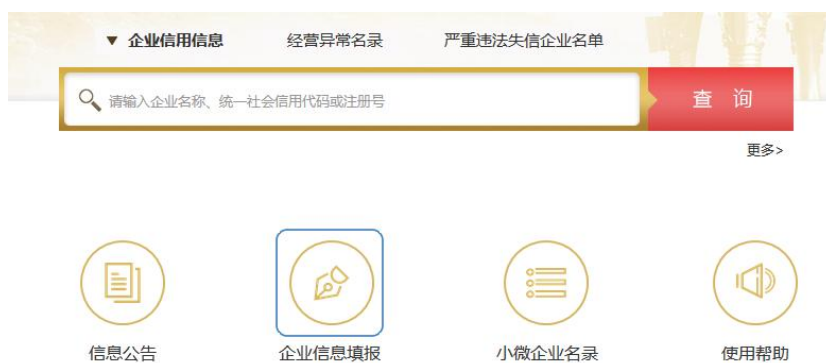 ▼ 企业信用信息 经营异常名录 严重违法失信企业名单
请输入企业名称、统一社会信用代码或注册号 查 询
更多>
信息公告 企业信息填报 小微企业名录 使用帮助